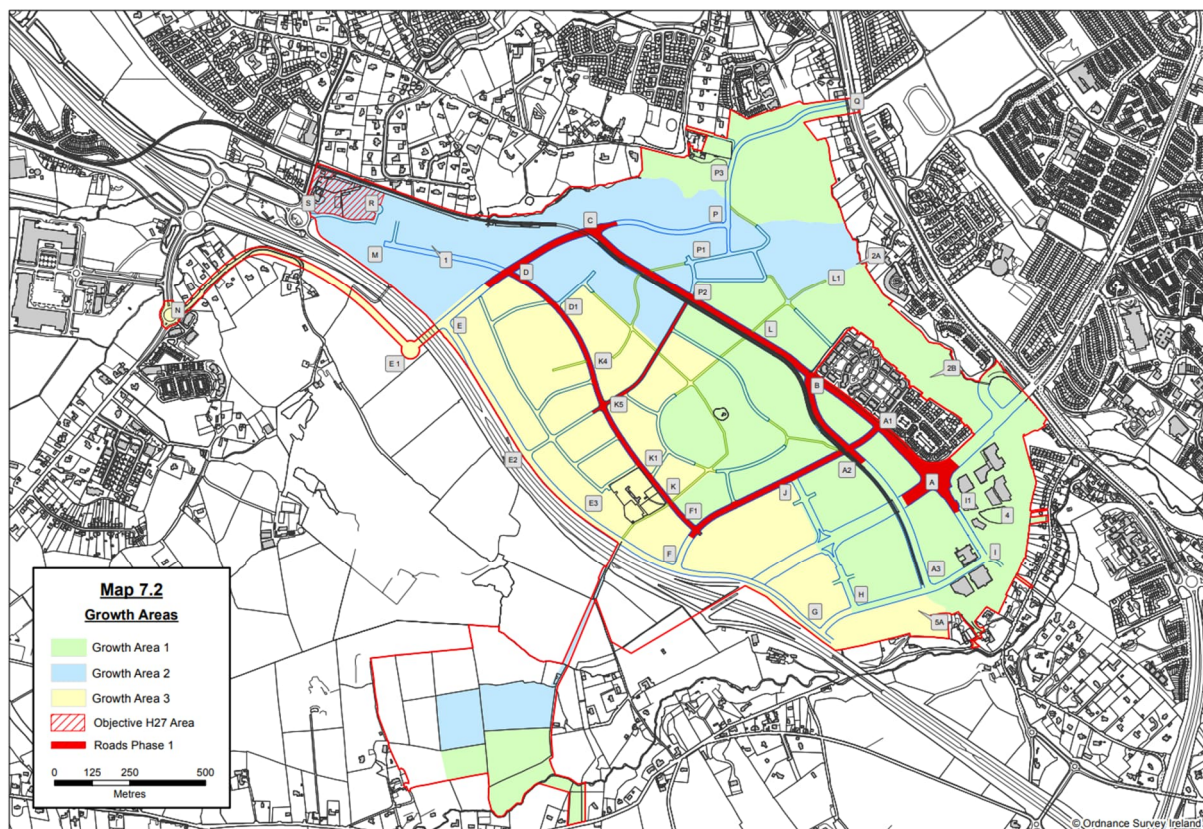 Q
P3
S
R
C
P
M
1
P1
2A
D
L1
P2
D1
N
E
L
E 1
K4
2B
B
K5
A1
E2
K1
A2
K
J
A
I1
E3
F1
4
F
I
A3
H
G
5A
Map 7.2
Growth Areas
Growth Area 1
Growth Area 2
Growth Area 3
Objective H27 Area
Roads Phase 1
0 125 250 500
Metres
© Ordnance Survey Ireland